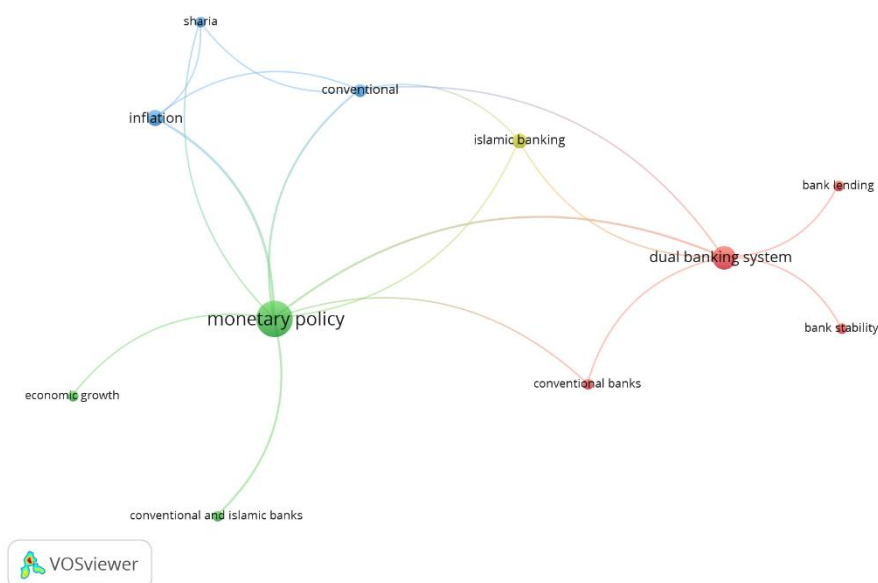 sharia
conventional
inflation
islamic banking
bank lending
dual banking system
monetary policy
bank stability
conventional banks
economic growth
conventional and islamic banks
VOSviewer